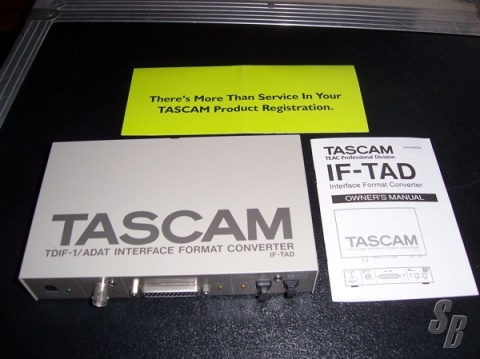 There's More Than Service In Your
TASCAM Product Registration.
TASCAM
TDIF-1/ADAT INTERFACE FORMAT CONVERTER
IF-TAD
TASCAM
TEAC Professional Division
IF-TAD
Interface Format Converter
OWNER'S MANUAL
TASCAM
SB